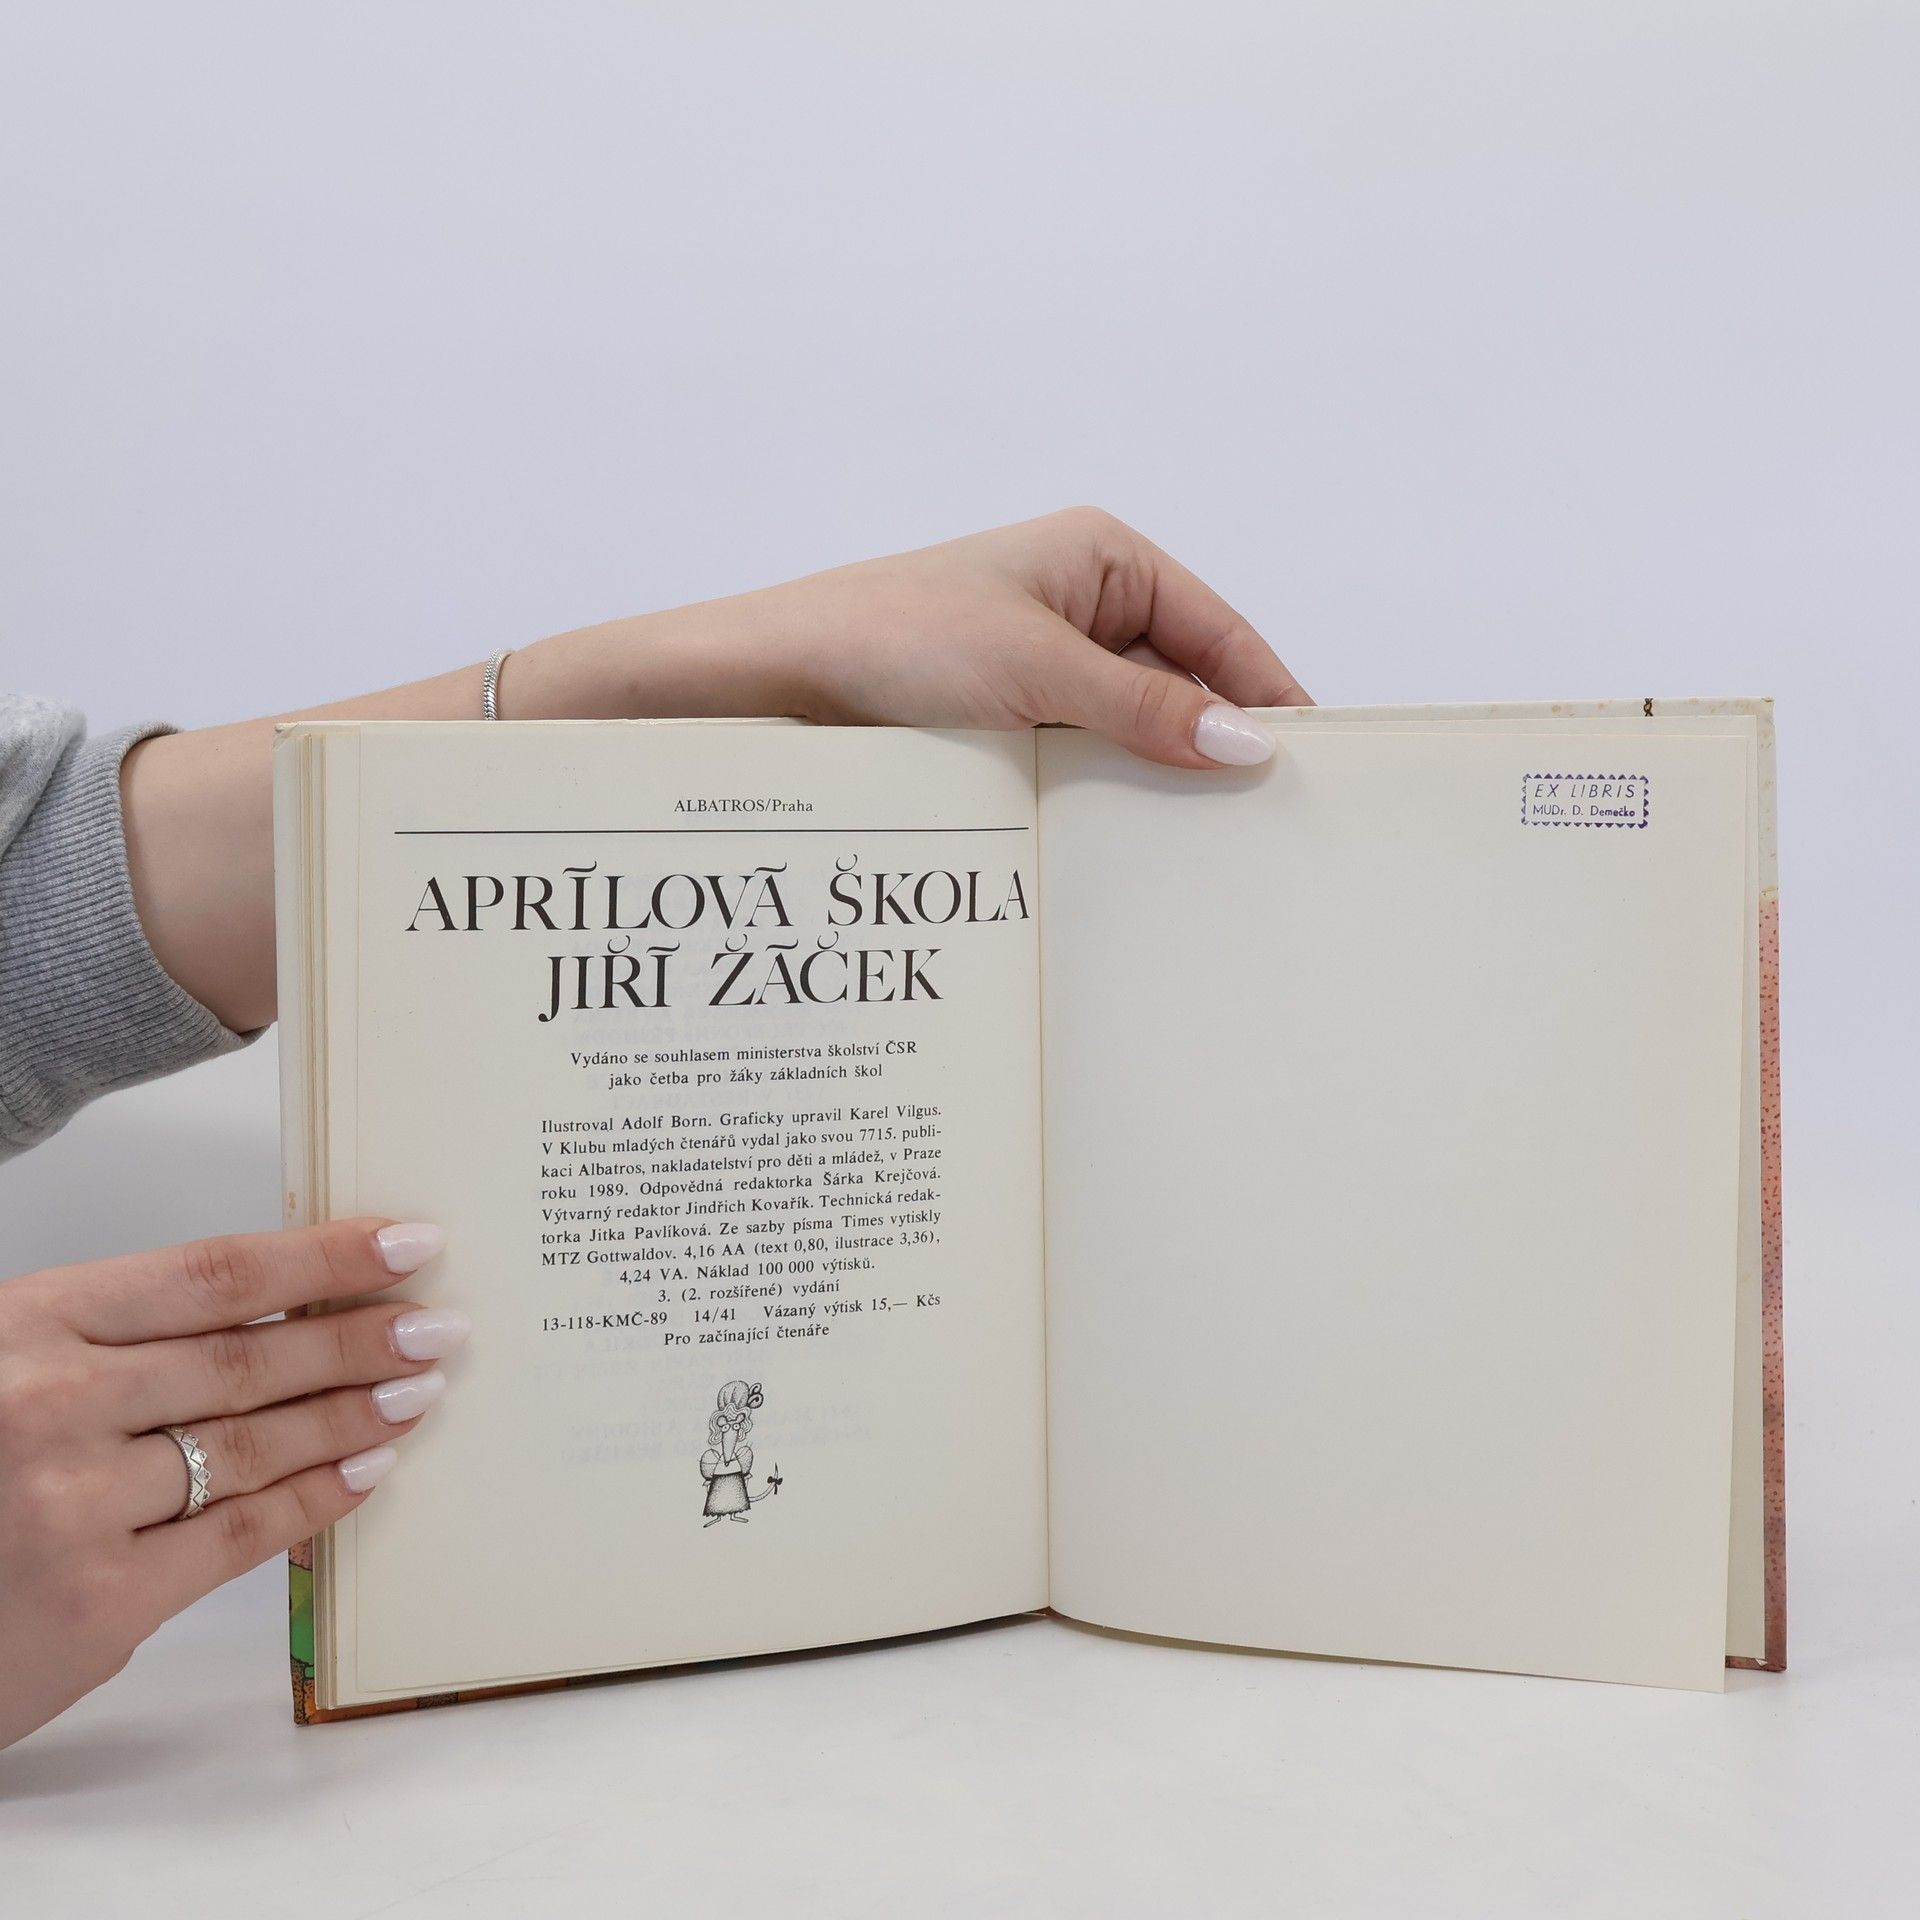 ALBATROS/Praha
APRÍLOVÁ ŠKOLA
JIŘÍ ŽÁČEK
Vydáno se souhlasem ministerstva školství ČSR
jako četba pro žáky základních škol
Ilustroval Adolf Born. Graficky upravil Karel Vilgus.
V Klubu mladých čtenářů vydal jako svou 7715. publi-
kaci Albatros, nakladatelství pro děti a mládež, v Praze
roku 1989. Odpovědná redaktorka Šárka Krejčová.
Výtvarný redaktor Jindřich Kovařík. Technická redak-
torka Jitka Pavlíková. Ze sazby písma Times vytiskly
MTZ Gottwaldov. 4,16 AA (text 0,80, ilustrace 3,36),
4,24 VA. Náklad 100 000 výtisků.
3. (2. rozšířené) vydání
13-118-KMČ-89 14/41 Vázaný výtisk 15,— Kčs
Pro začínající čtenáře
EX LIBRIS
MUDr. D. Demečko